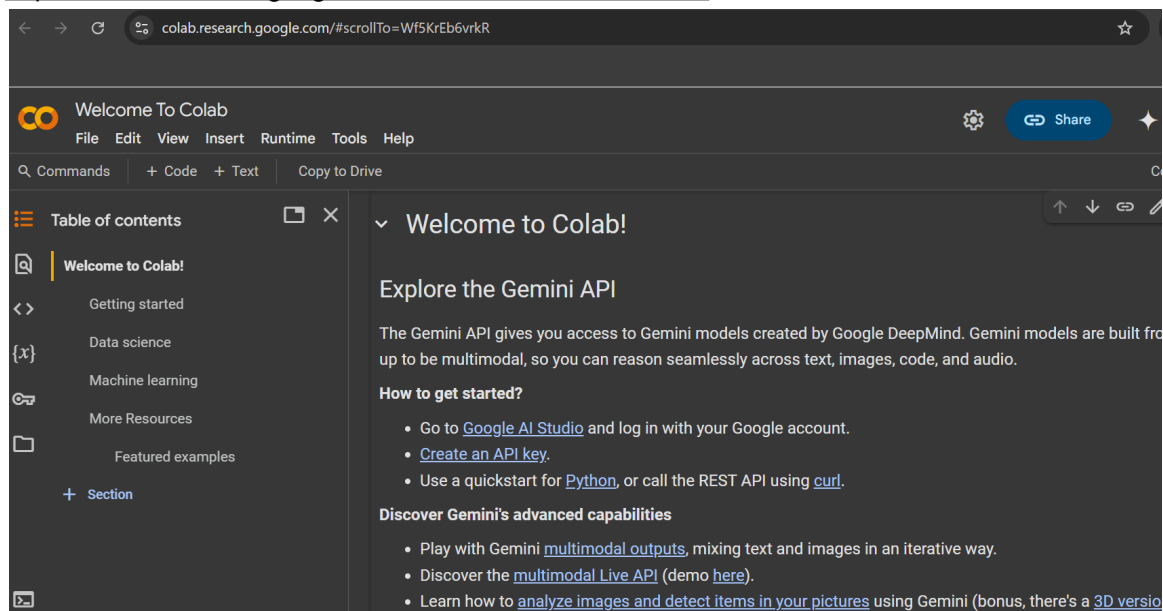 colab.research.google.com/#scrollTo=Wf5KrEb6vrkR
Welcome To Colab
File Edit View Insert Runtime Tools Help
Share
Commands + Code + Text Copy to Drive
Table of contents
Welcome to Colab!
Getting started
Data science
Machine learning
More Resources
Featured examples
+ Section
Welcome to Colab!
Explore the Gemini API
The Gemini API gives you access to Gemini models created by Google DeepMind. Gemini models are built
up to be multimodal, so you can reason seamlessly across text, images, code, and audio.
How to get started?
• Go to Google AI Studio and log in with your Google account.
• Create an API key.
• Use a quickstart for Python, or call the REST API using curl.
Discover Gemini's advanced capabilities
• Play with Gemini multimodal outputs, mixing text and images in an iterative way.
• Discover the multimodal Live API (demo here).
• Learn how to analyze images and detect items in your pictures using Gemini (bonus, there's a 3D